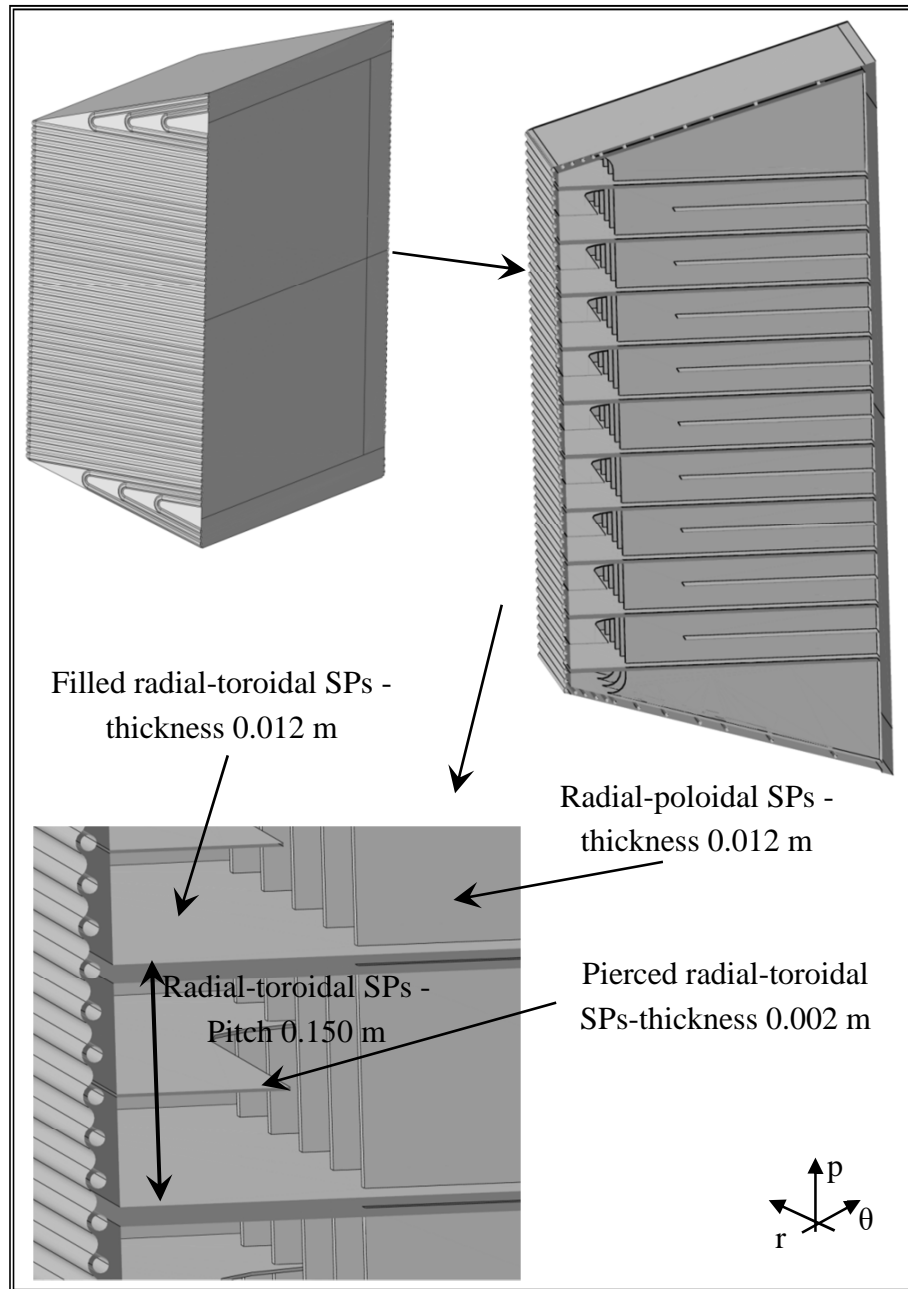 Filled radial-toroidal SPs -
thickness 0.012 m
Radial-poloidal SPs -
thickness 0.012 m
Radial-toroidal SPs -
Pitch 0.150 m
Pierced radial-toroidal
SPs-thickness 0.002 m
p
θ
r